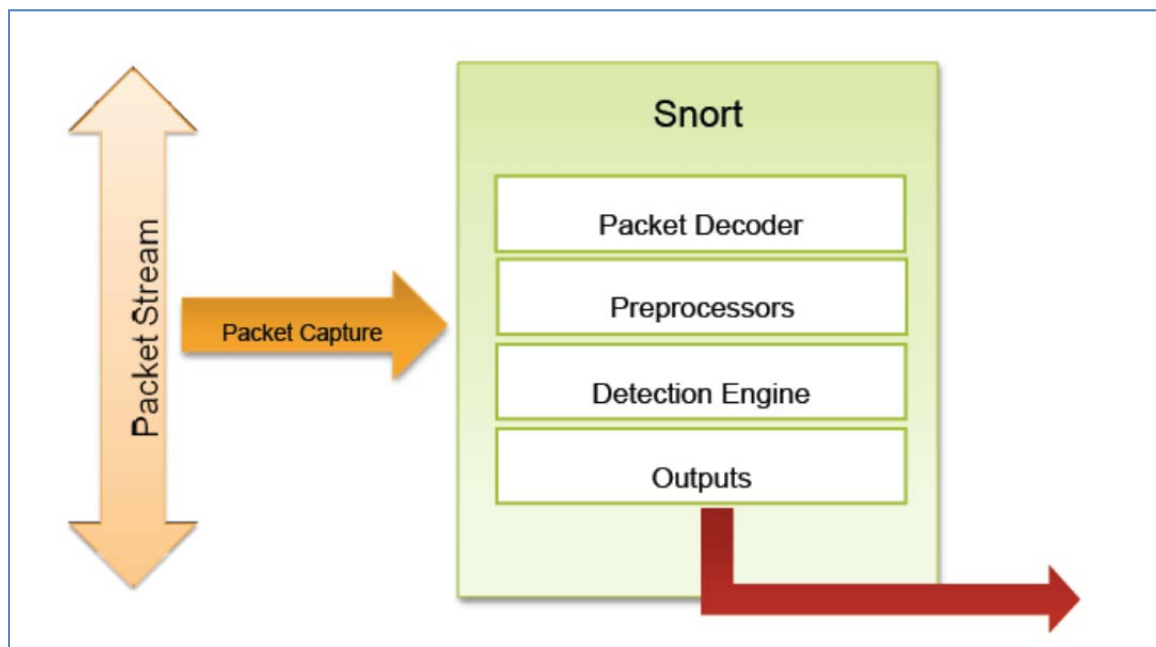 Packet Stream
Packet Capture
Snort
Packet Decoder
Preprocessors
Detection Engine
Outputs